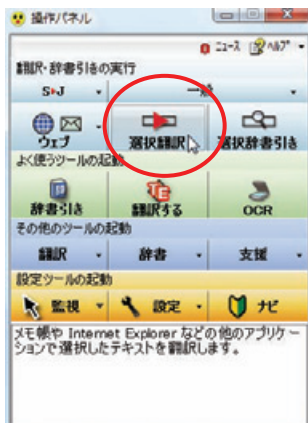 操作パネル
ニュース ヘルプ
翻訳・辞書引きの実行
S▸J 一般
ウェブ 選択翻訳 選択辞書引き
よく使うツールの起動
辞書引き 翻訳する OCR
その他のツールの起動
翻訳 辞書 支援
設定ツールの起動
監視 設定 ナビ
メモ帳や Internet Explorer などの他のアプリケー
ションで選択したテキストを翻訳します。